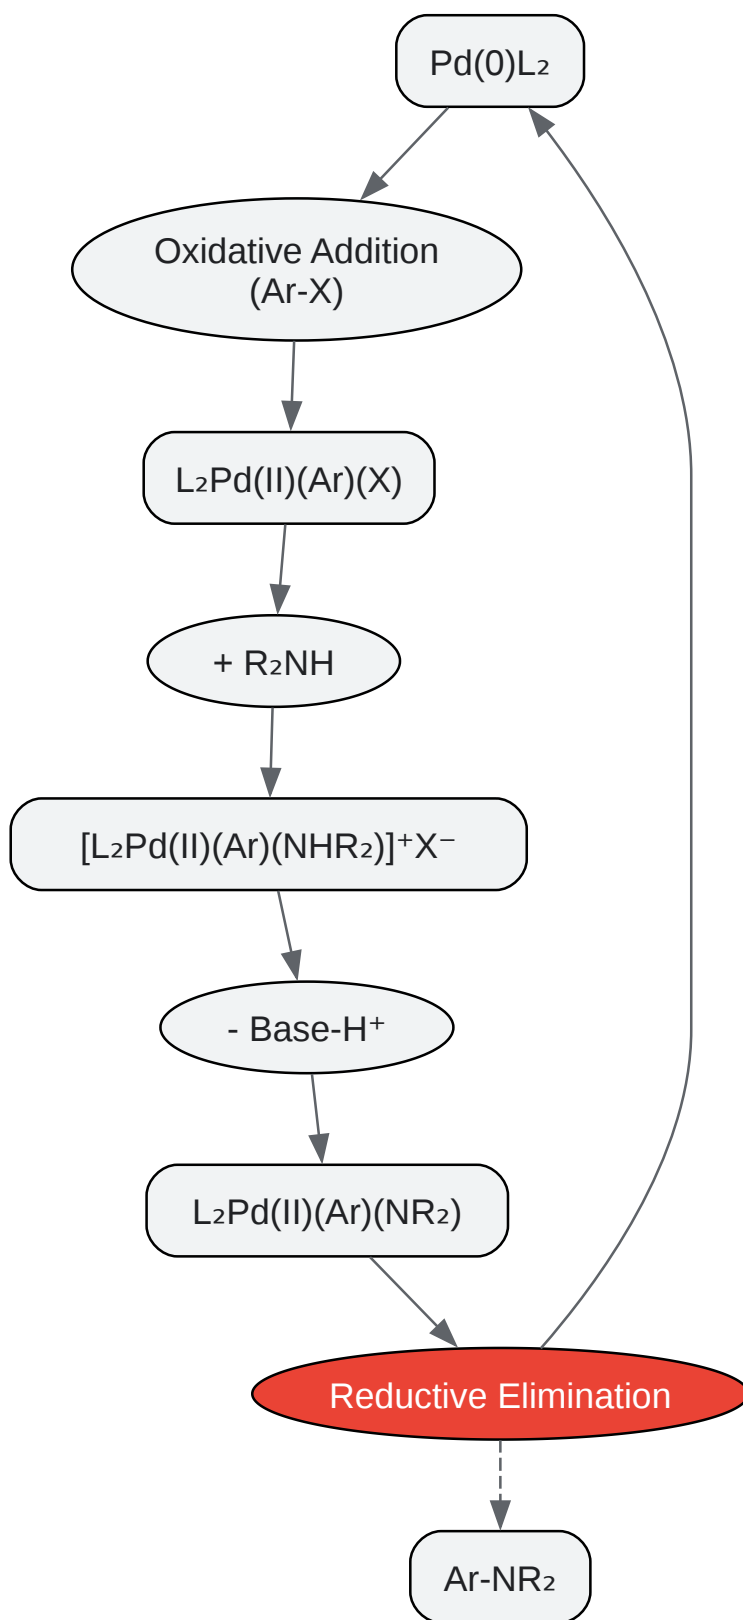 Pd(0)L₂
Oxidative Addition
(Ar-X)
L₂Pd(II)(Ar)(X)
+ R₂NH
[L₂Pd(II)(Ar)(NHR₂)]⁺X⁻
- Base-H⁺
L₂Pd(II)(Ar)(NR₂)
Reductive Elimination
Ar-NR₂